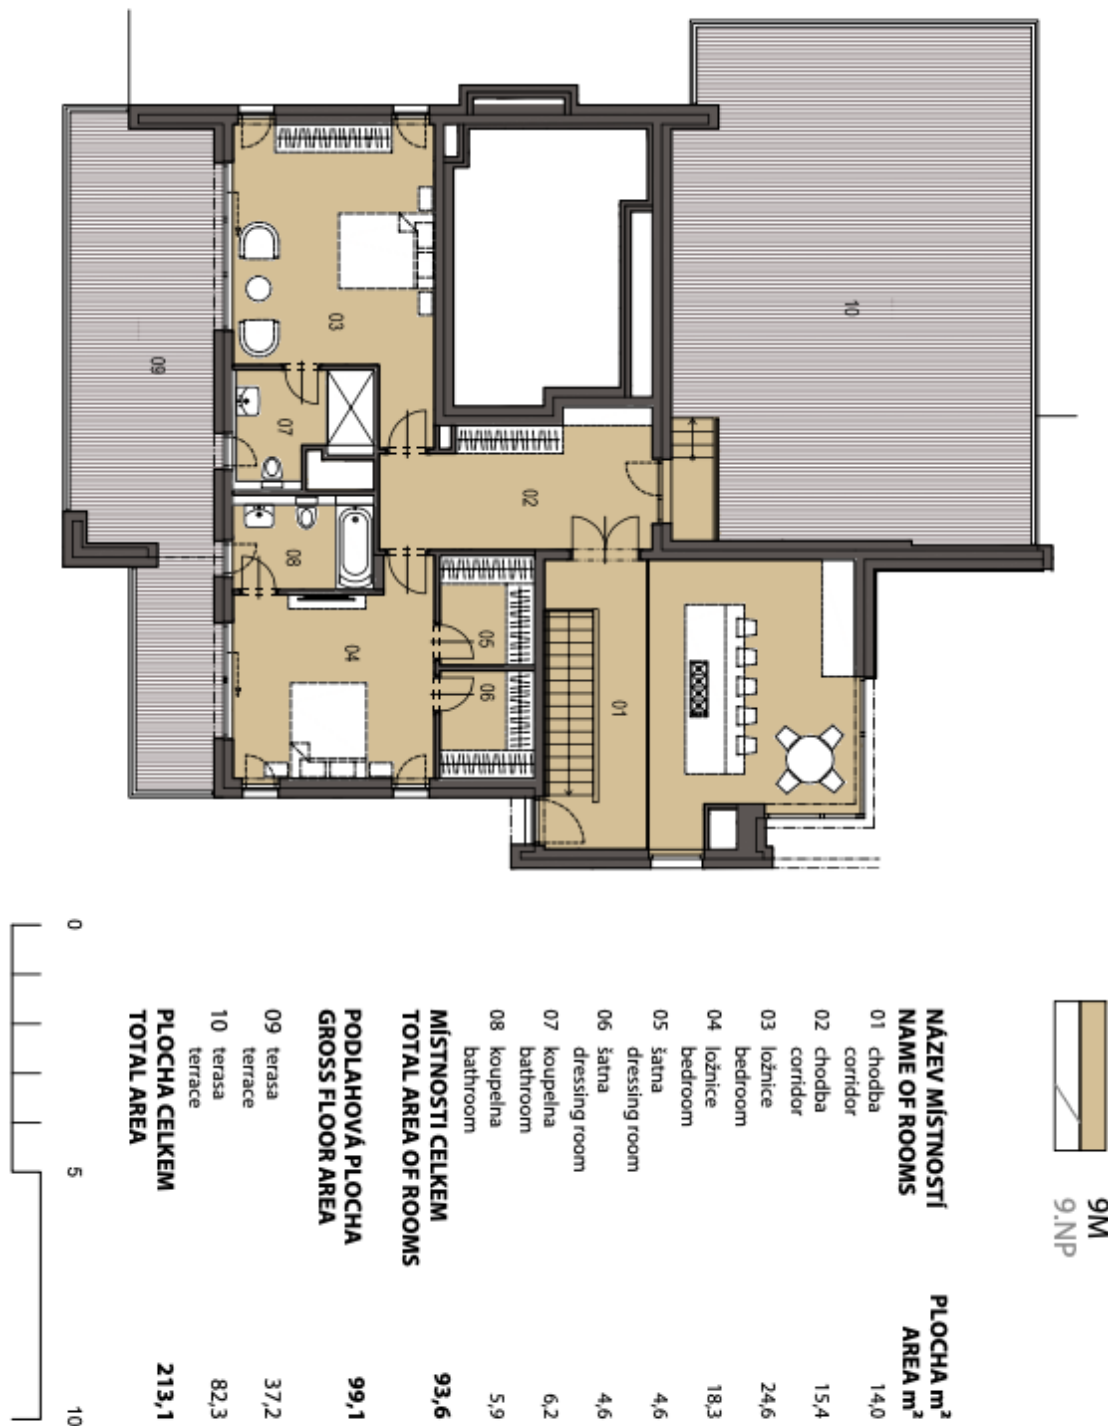 9M
9.NP
NÁZEV MÍSTNOSTÍ PLOCHA m²
NAME OF ROOMS AREA m²
01 chodba 14,0
corridor
02 chodba 15,4
corridor
03 ložnice 24,6
bedroom
04 ložnice 18,3
bedroom
05 šatna 4,6
dressing room
06 šatna 4,6
dressing room
07 koupelna 6,2
bathroom
08 koupelna 5,9
bathroom
MÍSTNOSTI CELKEM 93,6
TOTAL AREA OF ROOMS
PODLAHOVÁ PLOCHA 99,1
GROSS FLOOR AREA
09 terasa 37,2
terrace
10 terasa 82,3
terrace
PLOCHA CELKEM 213,1
TOTAL AREA
0 5 10
10
01
02
03
04
05
06
07
08
09